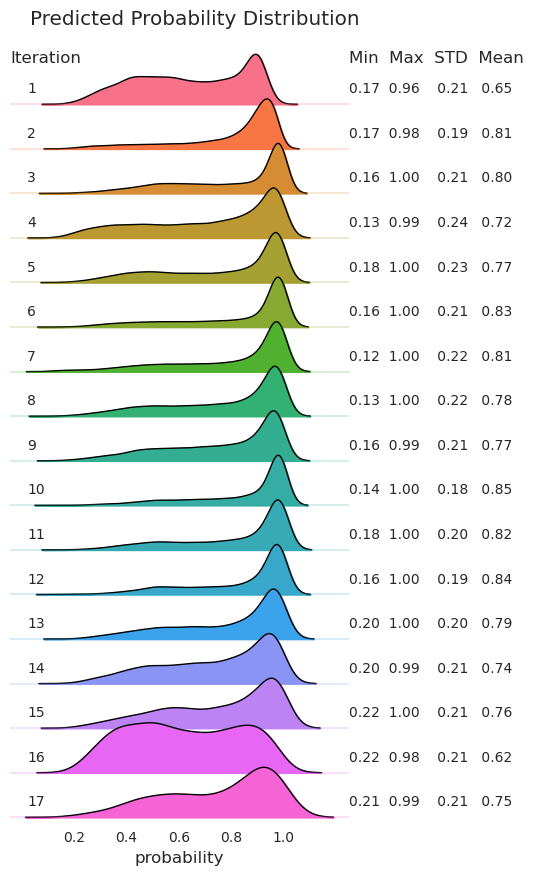 Predicted Probability Distribution
Iteration Min Max STD Mean
1 0.17 0.96 0.21 0.65
2 0.17 0.98 0.19 0.81
3 0.16 1.00 0.21 0.80
4 0.13 0.99 0.24 0.72
5 0.18 1.00 0.23 0.77
6 0.16 1.00 0.21 0.83
7 0.12 1.00 0.22 0.81
8 0.13 1.00 0.22 0.78
9 0.16 0.99 0.21 0.77
10 0.14 1.00 0.18 0.85
11 0.18 1.00 0.20 0.82
12 0.16 1.00 0.19 0.84
13 0.20 1.00 0.20 0.79
14 0.20 0.99 0.21 0.74
15 0.22 1.00 0.21 0.76
16 0.22 0.98 0.21 0.62
17 0.21 0.99 0.21 0.75
0.2 0.4 0.6 0.8 1.0
probability